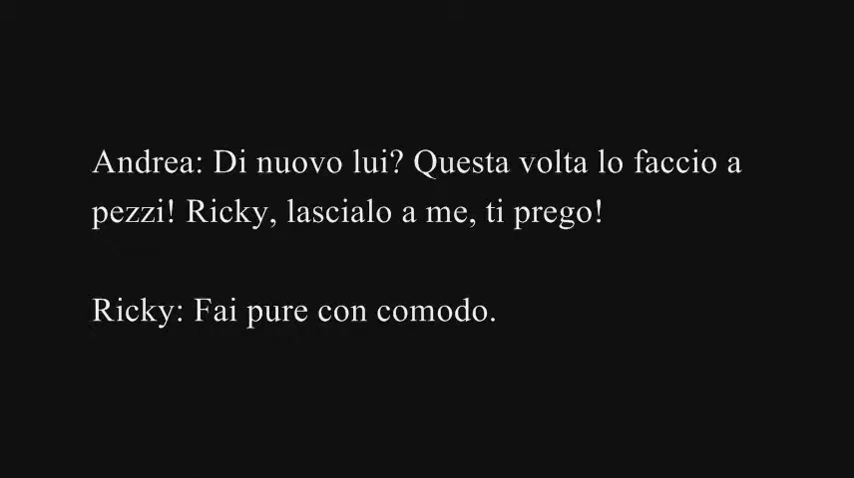 Andrea: Di nuovo lui? Questa volta lo faccio a
pezzi! Ricky, lascialo a me, ti prego!
Ricky: Fai pure con comodo.